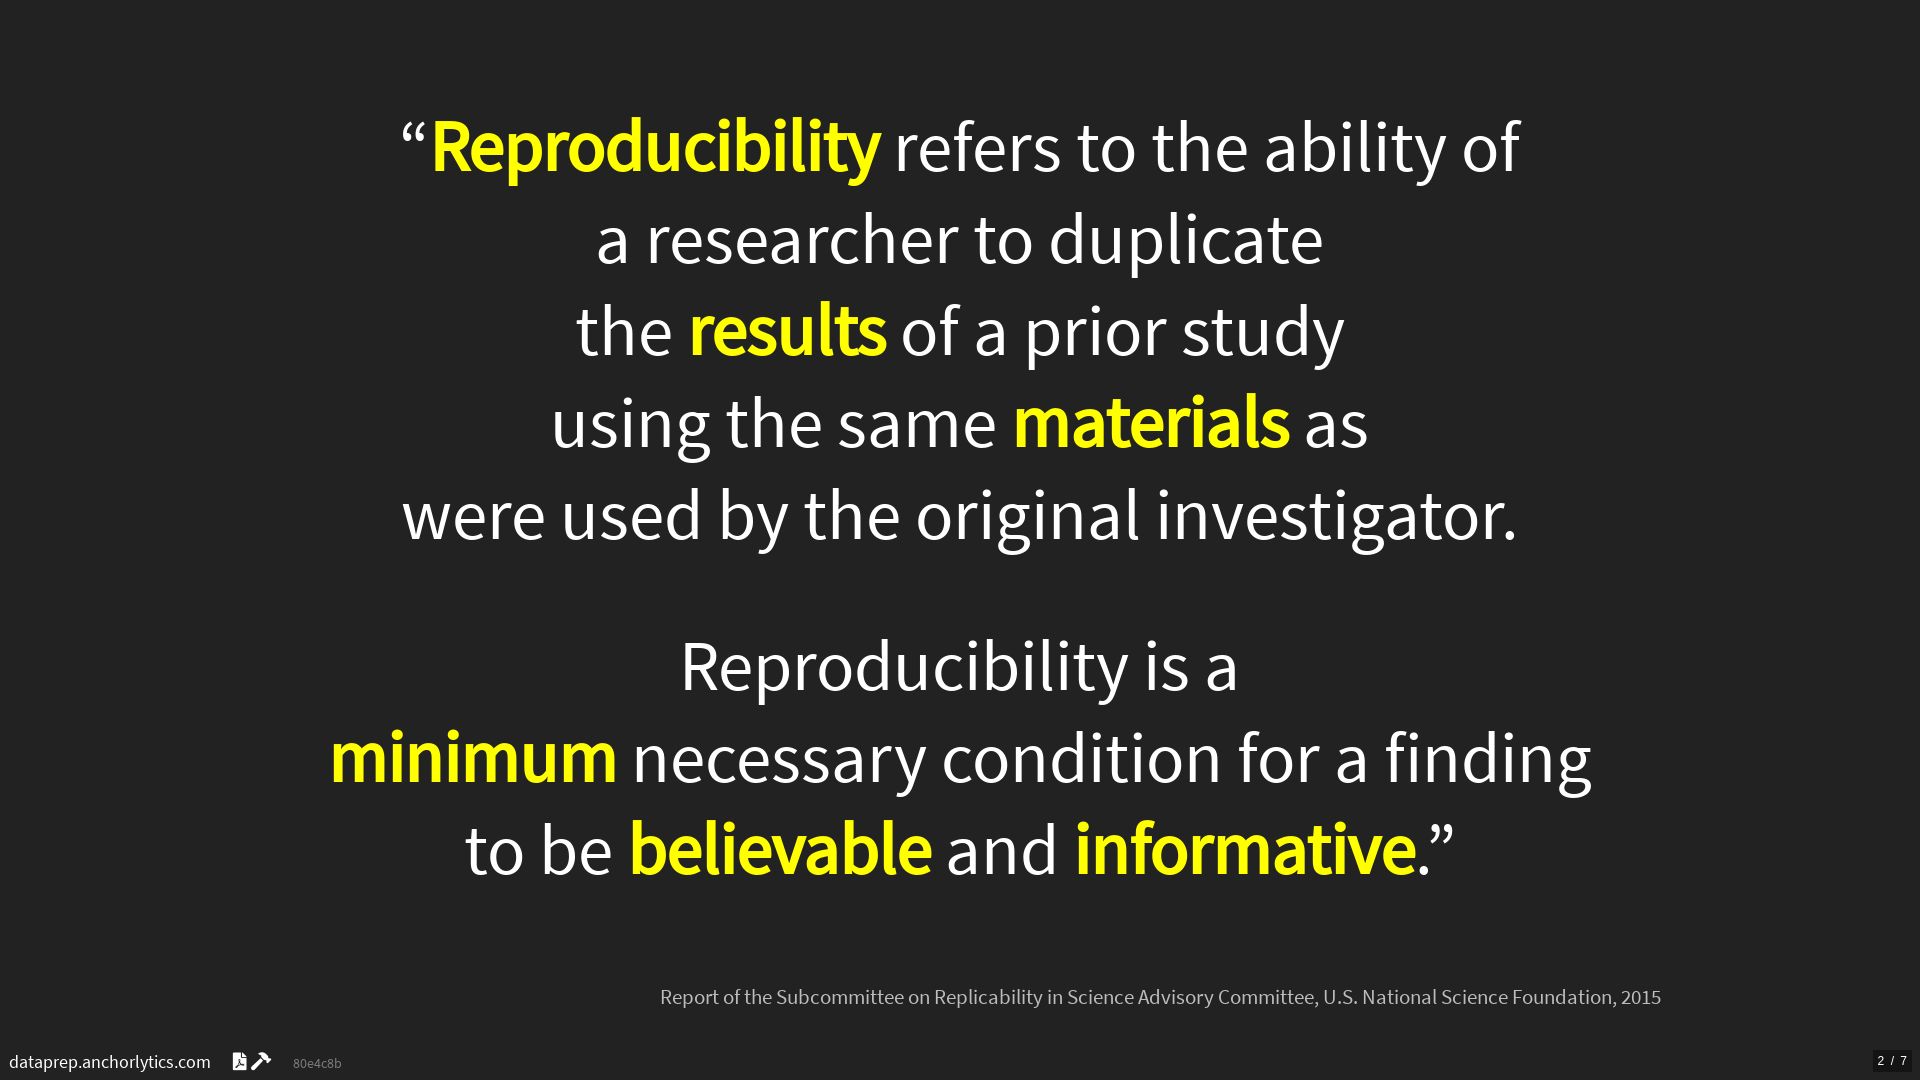 “Reproducibility refers to the ability of
a researcher to duplicate
the results of a prior study
using the same materials as
were used by the original investigator.
Reproducibility is a
minimum necessary condition for a finding
to be believable and informative.”
Report of the Subcommittee on Replicability in Science Advisory Committee, U.S. National Science Foundation, 2015
dataprep.anchorlytics.com 80e4c8b
2 / 7